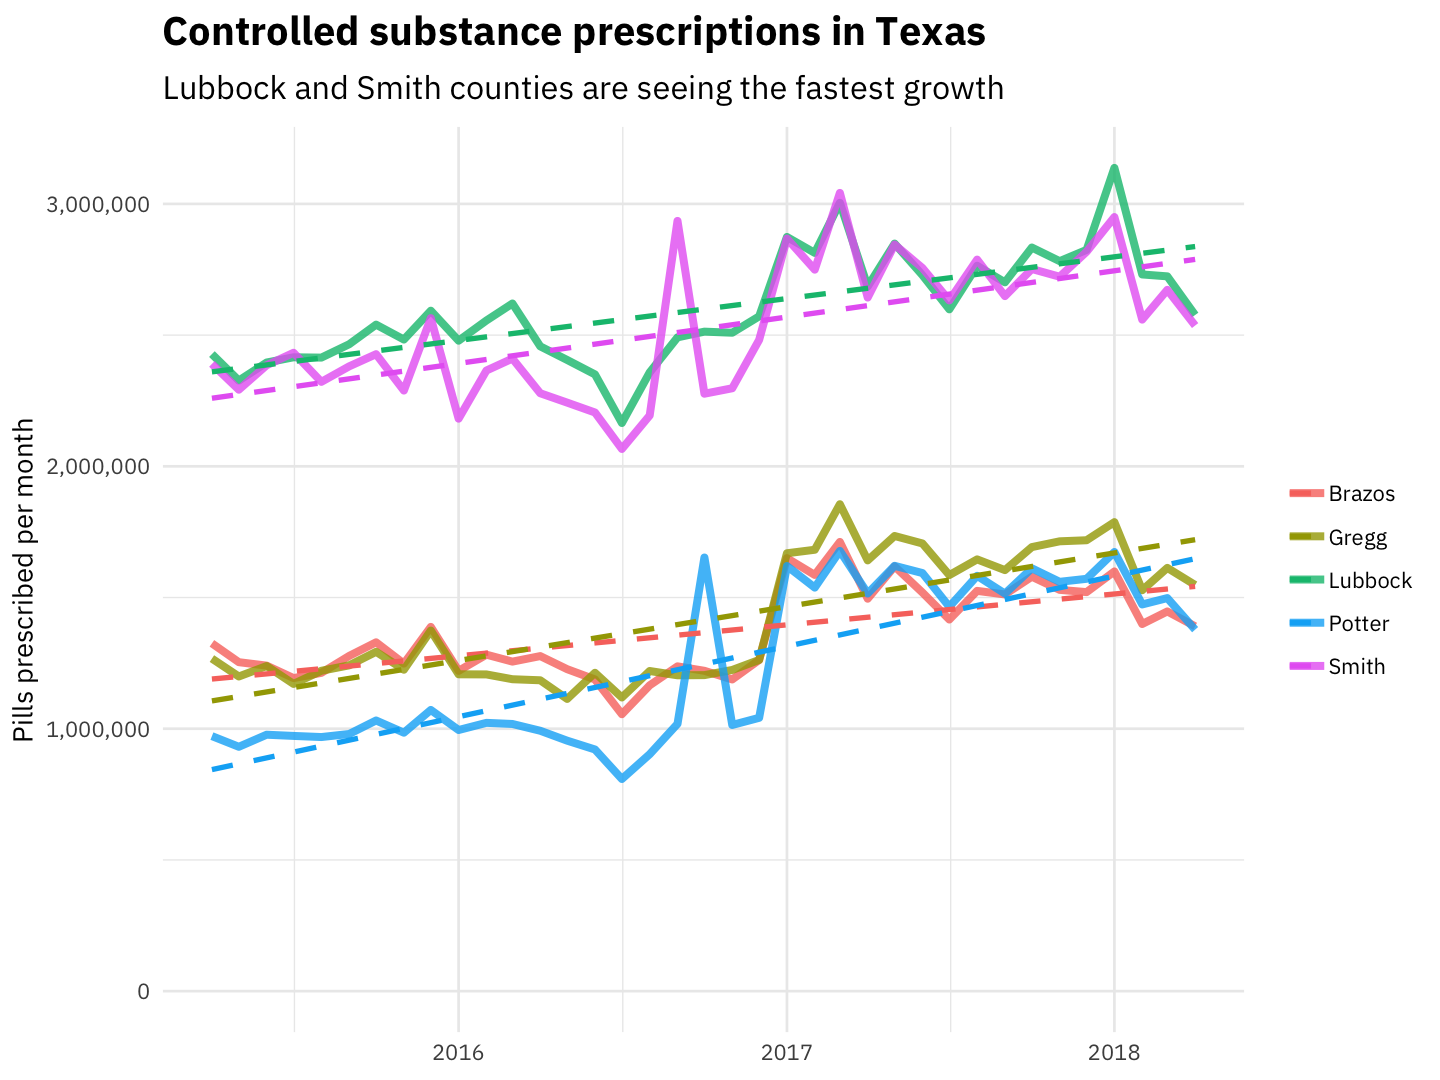 Controlled substance prescriptions in Texas
Lubbock and Smith counties are seeing the fastest growth
Pills prescribed per month
3,000,000
2,000,000
1,000,000
0
2016
2017
2018
Brazos
Gregg
Lubbock
Potter
Smith